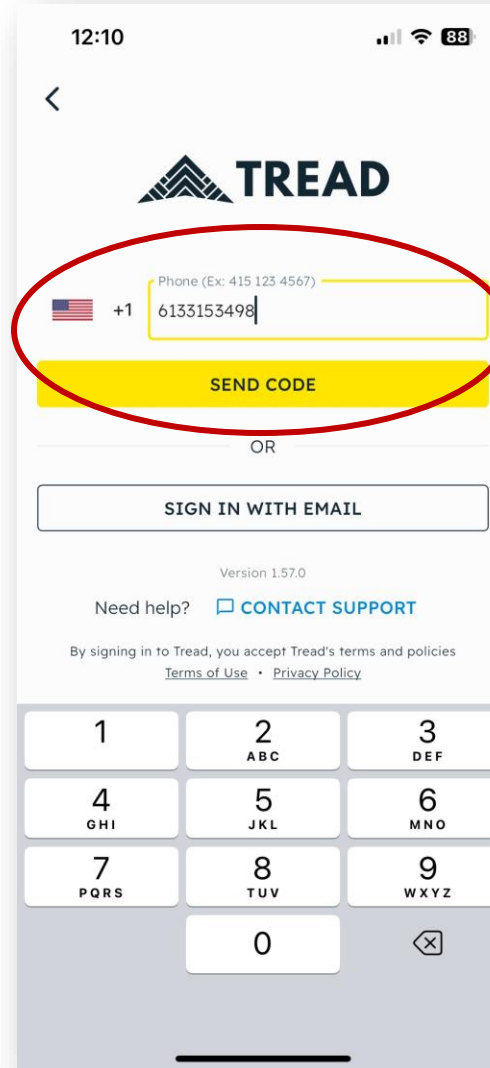 12:10
88
TREAD
Phone (Ex: 415 123 4567)
+1 6133153498
SEND CODE
OR
SIGN IN WITH EMAIL
Version 1.57.0
Need help? CONTACT SUPPORT
By signing in to Tread, you accept Tread's terms and policies
Terms of Use • Privacy Policy
1 2 3
ABC DEF
4 5 6
GHI JKL MNO
7 8 9
PQRS TUV WXYZ
0